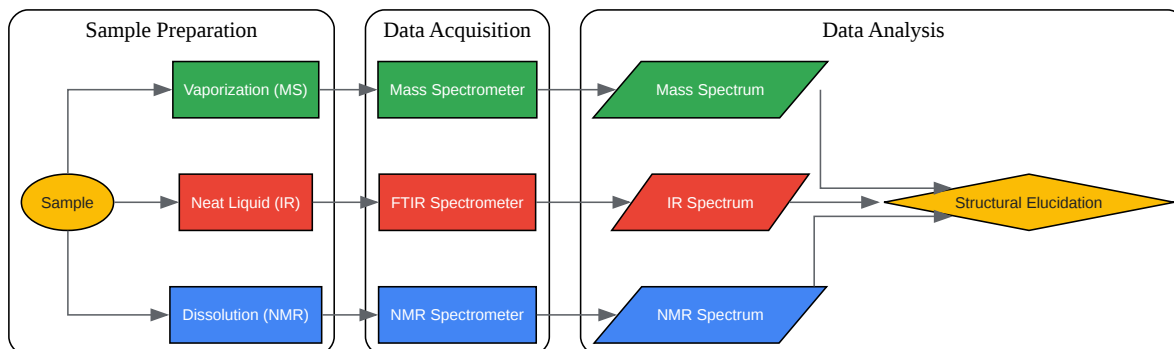 Sample Preparation
Data Acquisition
Data Analysis
Vaporization (MS)
Mass Spectrometer
Mass Spectrum
Sample
Neat Liquid (IR)
FTIR Spectrometer
IR Spectrum
Structural Elucidation
Dissolution (NMR)
NMR Spectrometer
NMR Spectrum